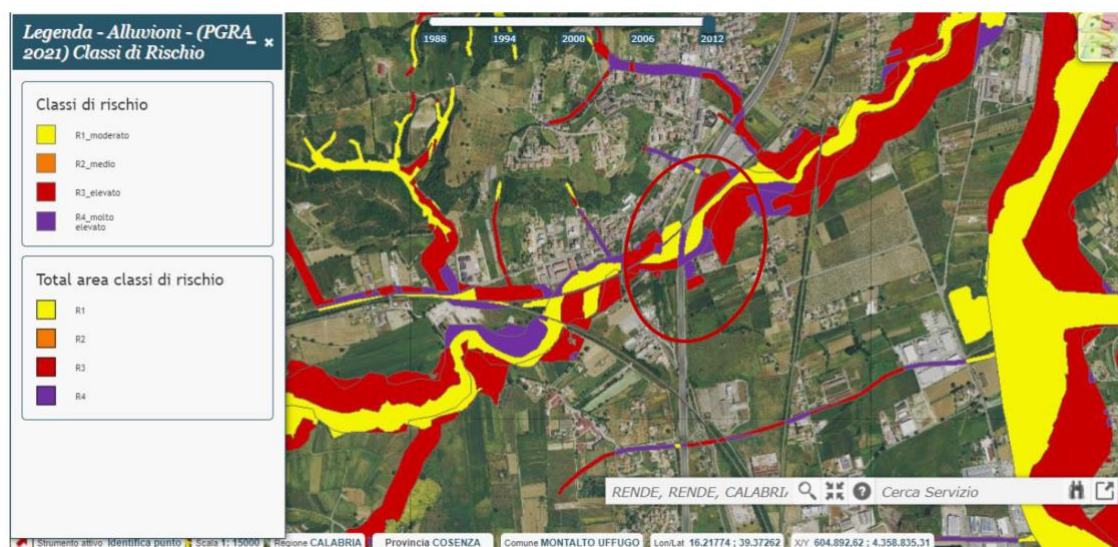 Legenda - Alluvioni - (PGRA
2021) Classi di Rischio
Classi di rischio
R1_moderato
R2_medio
R3_elevato
R4_molto
elevato
Total area classi di rischio
R1
R2
R3
R4
1988 1994 2000 2006 2012
RENDE, RENDE, CALABRI
Cerca Servizio
Strumento attivo Identifica punto Scala 1: 15000 Regione CALABRIA Provincia COSENZA Comune MONTALTO UFFUGO Lon/Lat 16.21774 ; 39.37262 X/Y 604.892,62 ; 4.358.835,31